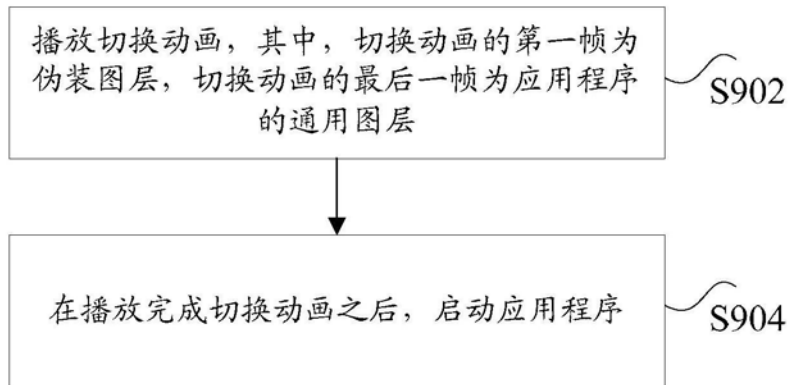 播放切换动画，其中，切换动画的第一帧为
伪装图层，切换动画的最后一帧为应用程序
的通用图层
S902
在播放完成切换动画之后，启动应用程序
S904